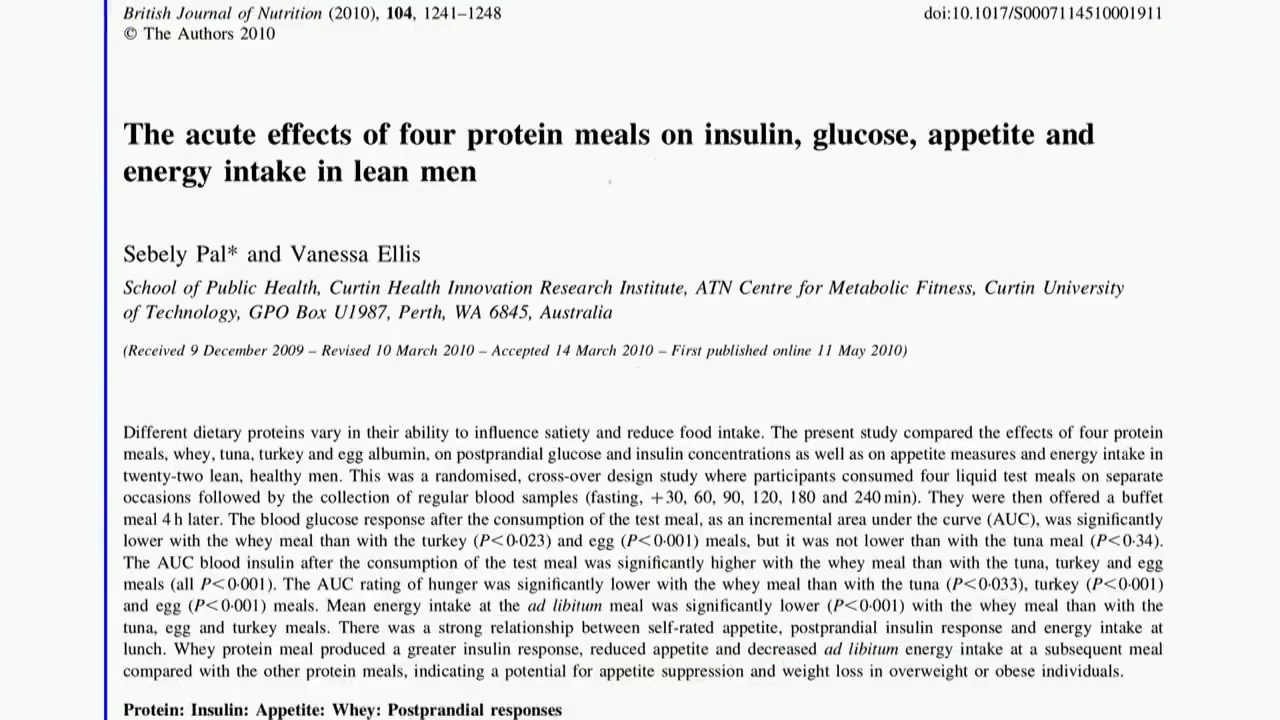 British Journal of Nutrition (2010), 104, 1241–1248
doi:10.1017/S0007114510001911
© The Authors 2010
The acute effects of four protein meals on insulin, glucose, appetite and
energy intake in lean men
Sebely Pal* and Vanessa Ellis
School of Public Health, Curtin Health Innovation Research Institute, ATN Centre for Metabolic Fitness, Curtin University
of Technology, GPO Box U1987, Perth, WA 6845, Australia
(Received 9 December 2009 – Revised 10 March 2010 – Accepted 14 March 2010 – First published online 11 May 2010)
Different dietary proteins vary in their ability to influence satiety and reduce food intake. The present study compared the effects of four protein
meals, whey, tuna, turkey and egg albumin, on postprandial glucose and insulin concentrations as well as on appetite measures and energy intake in
twenty-two lean, healthy men. This was a randomised, cross-over design study where participants consumed four liquid test meals on separate
occasions followed by the collection of regular blood samples (fasting, +30, 60, 90, 120, 180 and 240 min). They were then offered a buffet
meal 4 h later. The blood glucose response after the consumption of the test meal, as an incremental area under the curve (AUC), was significantly
lower with the whey meal than with the turkey (P<0·023) and egg (P<0·001) meals, but it was not lower than with the tuna meal (P<0·34).
The AUC blood insulin after the consumption of the test meal was significantly higher with the whey meal than with the tuna, turkey and egg
meals (all P<0·001). The AUC rating of hunger was significantly lower with the whey meal than with the tuna (P<0·033), turkey (P<0·001)
and egg (P<0·001) meals. Mean energy intake at the ad libitum meal was significantly lower (P<0·001) with the whey meal than with the
tuna, egg and turkey meals. There was a strong relationship between self-rated appetite, postprandial insulin response and energy intake at
lunch. Whey protein meal produced a greater insulin response, reduced appetite and decreased ad libitum energy intake at a subsequent meal
compared with the other protein meals, indicating a potential for appetite suppression and weight loss in overweight or obese individuals.
Protein: Insulin: Appetite: Whey: Postprandial responses